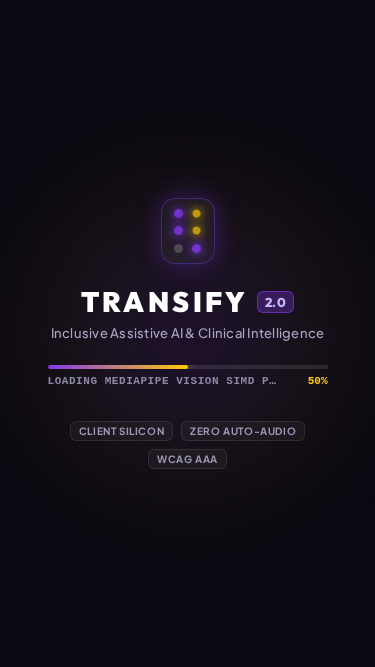 TRANSIFY 2.0
Inclusive Assistive AI & Clinical Intelligence
LOADING MEDIAPIPE VISION SIMD P… 50%
CLIENT SILICON ZERO AUTO-AUDIO
WCAG AAA